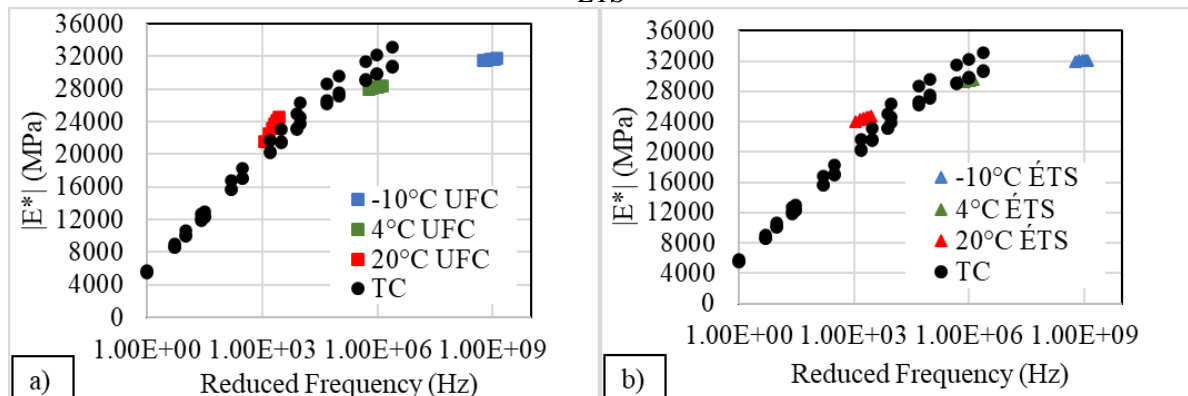 ÉTS
|E*| (MPa)
36000
32000
28000
24000
20000
16000
12000
8000
4000
0
-10°C UFC
4°C UFC
20°C UFC
TC
1.00E+00 1.00E+03 1.00E+06 1.00E+09
Reduced Frequency (Hz)
a)
|E*| (MPa)
36000
32000
28000
24000
20000
16000
12000
8000
4000
0
-10°C ÉTS
4°C ÉTS
20°C ÉTS
TC
1.00E+00 1.00E+03 1.00E+06 1.00E+09
Reduced Frequency (Hz)
b)